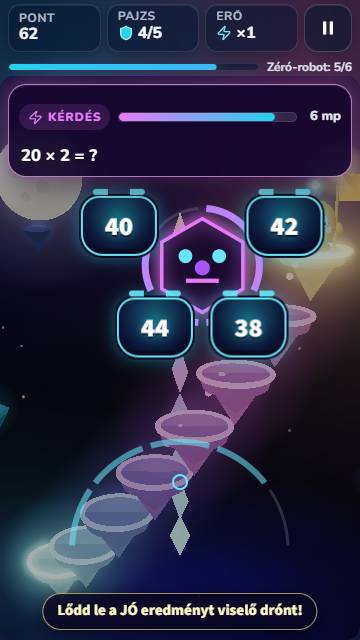 PONT
62
PAJZS
4/5
ERŐ
×1
Zéró-robot: 5/6
KÉRDÉS
6 mp
20 × 2 = ?
40
42
44
38
Lődd le a JÓ eredményt viselő drónt!